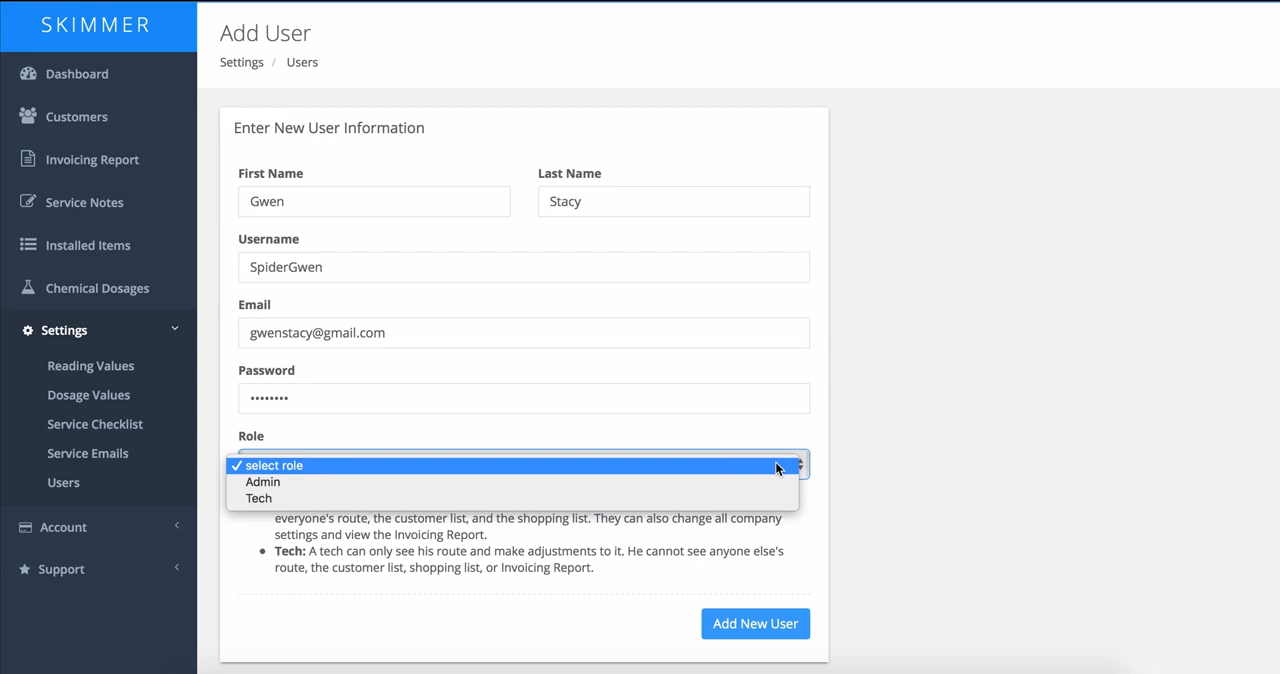 SKIMMER
Dashboard
Customers
Invoicing Report
Service Notes
Installed Items
Chemical Dosages
Settings
Reading Values
Dosage Values
Service Checklist
Service Emails
Users
Account
Support
Add User
Settings / Users
Enter New User Information
First Name
Last Name
Gwen
Stacy
Username
SpiderGwen
Email
gwenstacy@gmail.com
Password
••••••••
Role
✓ select role
Admin
Tech
everyone's route, the customer list, and the shopping list. They can also change all company
settings and view the Invoicing Report.
• Tech: A tech can only see his route and make adjustments to it. He cannot see anyone else's
route, the customer list, shopping list, or Invoicing Report.
Add New User